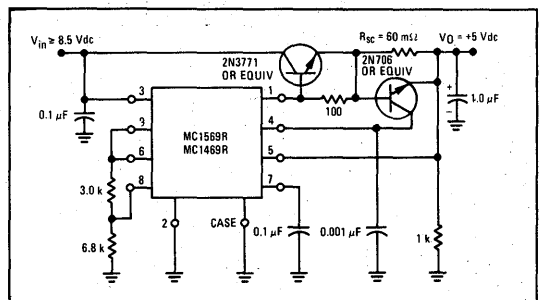 Vin ≥ 8.5 Vdc
RSC = 60 mΩ
VO = +5 Vdc
2N3771
OR EQUIV
2N706
OR EQUIV
3
1
100
+
1.0 μF
–
0.1 μF
9
MC1569R
MC1469R
4
6
5
3.0 k
8
7
2
CASE
0.1 μF
0.001 μF
1 k
6.8 k